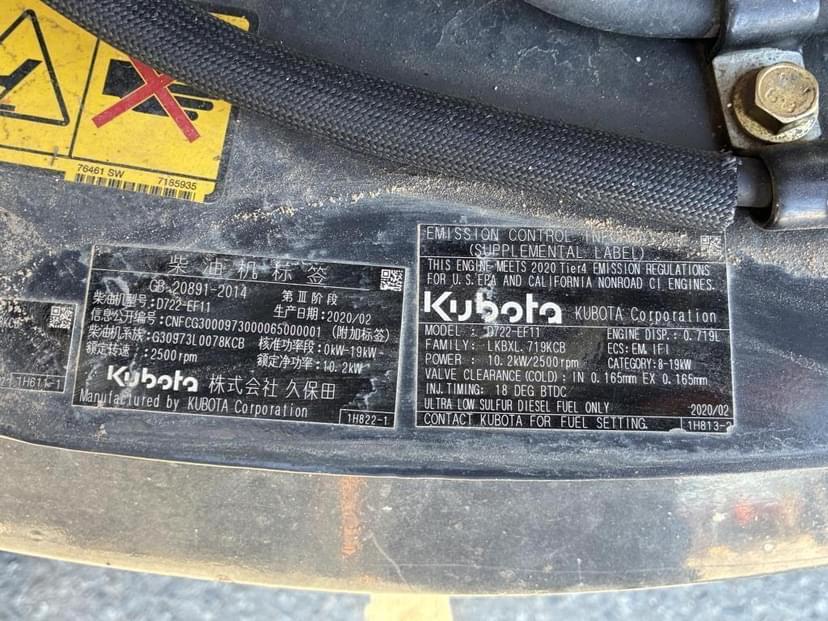 76461 SW 7185935
1H611-1
柴油机标签
GB 20891-2014 第Ⅲ阶段
柴油机型号:D722-EF11 生产日期:2020/02
信息公开编号:CNFCG3000973000065000001 (附加标签)
柴油机系族:G30973L0078KCB 核准功率段:0kW-19kW
额定转速:2500rpm 额定净功率:10.2kW
Kubota 株式会社 久保田
Manufactured by KUBOTA Corporation
1H822-1
EMISSION CONTROL
(SUPPLEMENTAL LABEL)
THIS ENGINE MEETS 2020 Tier4 EMISSION REGULATIONS
FOR U.S.EPA AND CALIFORNIA NONROAD CI ENGINES.
Kubota KUBOTA Corporation
MODEL : D722-EF11 ENGINE DISP.: 0.719L
FAMILY : LKBXL.719KCB ECS:EM, IFI
POWER : 10.2kW/2500rpm CATEGORY:8-19kW
VALVE CLEARANCE (COLD) : IN 0.165mm EX 0.165mm
INJ.TIMING: 18 DEG BTDC
ULTRA LOW SULFUR DIESEL FUEL ONLY 2020/02
CONTACT KUBOTA FOR FUEL SETTING. 1H813-2